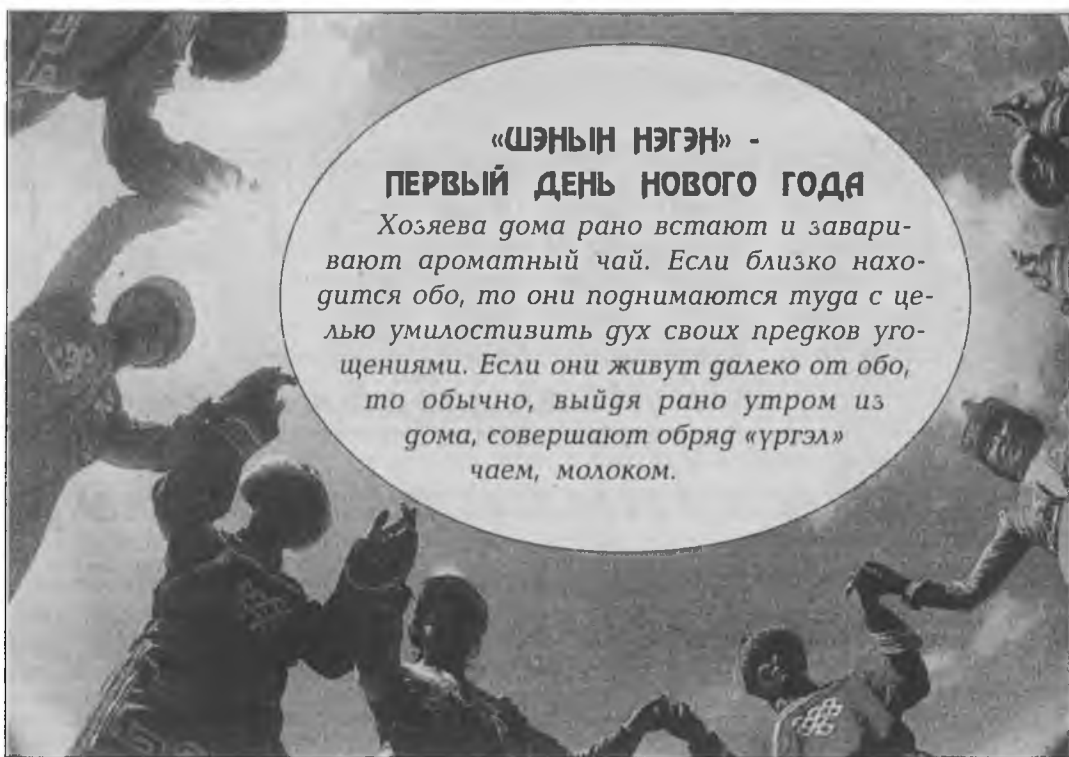 «ШЭНЫН НЭГЭН» -
ПЕРВЫЙ ДЕНЬ НОВОГО ГОДА
Хозяева дома рано встают и завари-
вают ароматный чай. Если близко нахо-
дится обо, то они поднимаются туда с це-
лью умилостивить дух своих предков уго-
щениями. Если они живут далеко от обо,
то обычно, выйдя рано утром из
дома, совершают обряд «үргэл»
чаем, молоком.